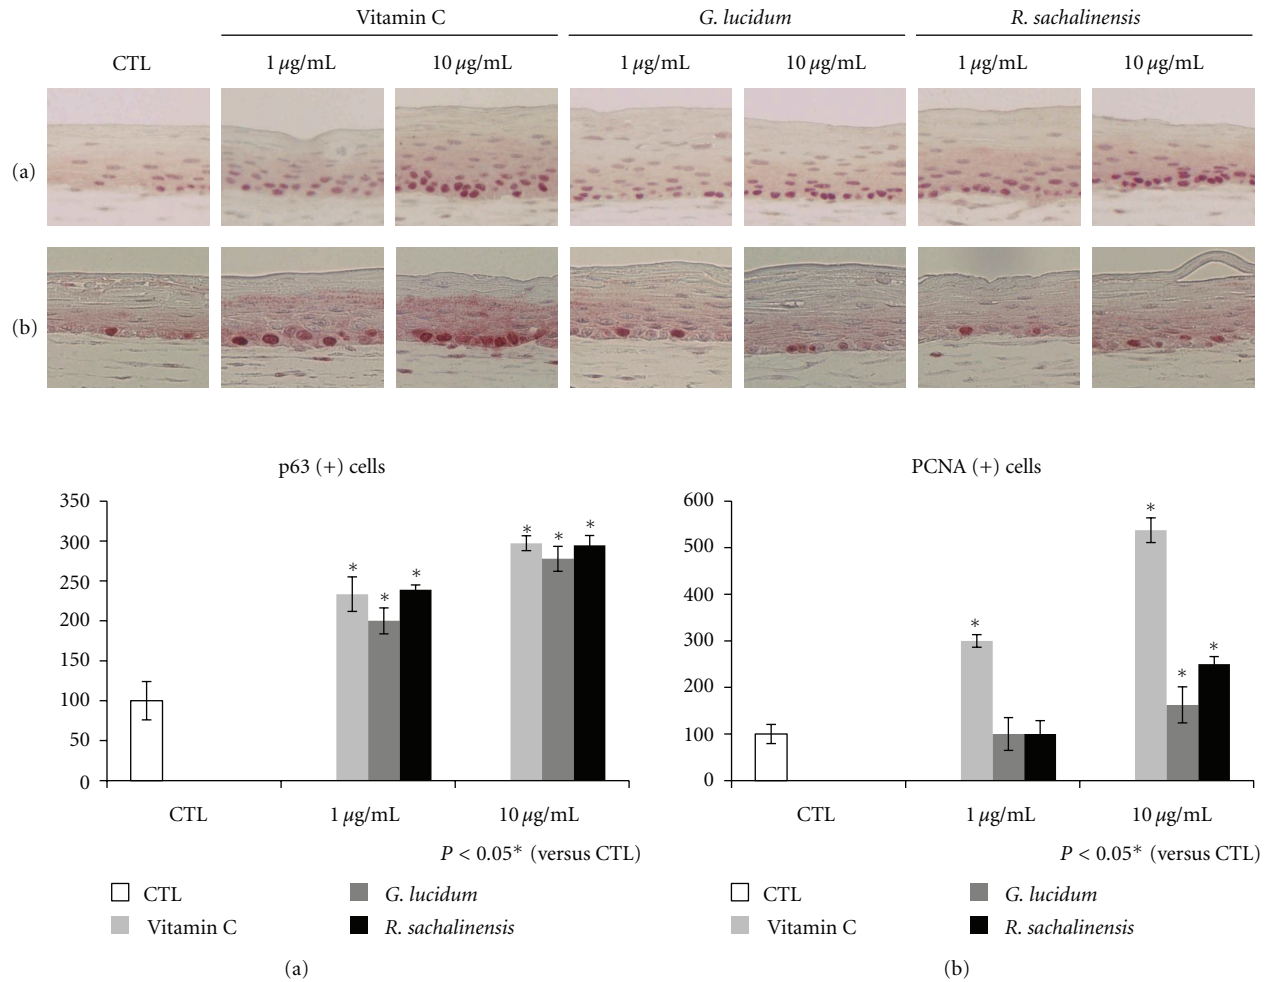 Vitamin C G. lucidum R. sachalinensis
CTL 1 µg/mL 10 µg/mL 1 µg/mL 10 µg/mL 1 µg/mL 10 µg/mL
(a)
(b)
p63 (+) cells
350
300
250
200
150
100
50
0
* * * * * *
CTL 1 µg/mL 10 µg/mL
P < 0.05* (versus CTL)
CTL G. lucidum
Vitamin C R. sachalinensis
(a)
PCNA (+) cells
600
500
400
300
200
100
0
* * * *
CTL 1 µg/mL 10 µg/mL
P < 0.05* (versus CTL)
CTL G. lucidum
Vitamin C R. sachalinensis
(b)